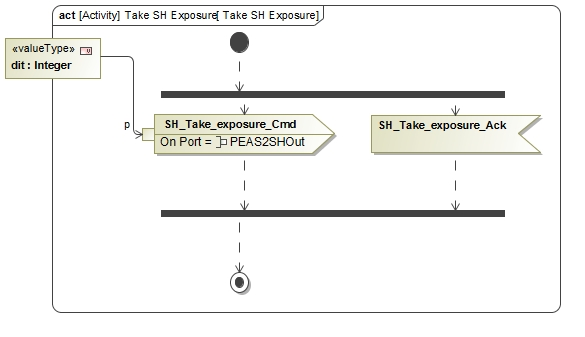 act [Activity] Take SH Exposure[ Take SH Exposure]
«valueType»
dit : Integer
p
SH_Take_exposure_Cmd
On Port = PEAS2SHOut
SH_Take_exposure_Ack